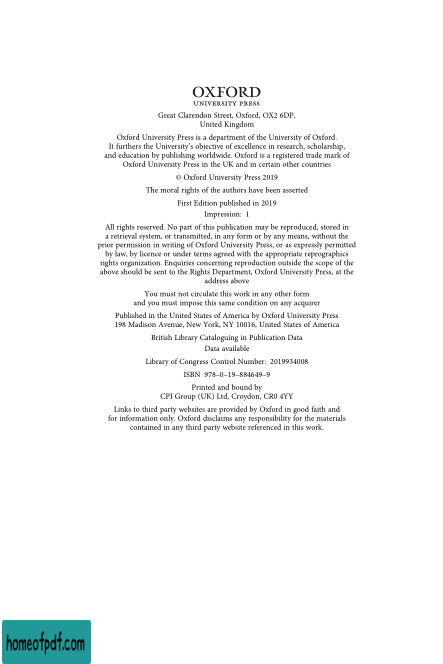 OXFORD
UNIVERSITY PRESS
Great Clarendon Street, Oxford, OX2 6DP,
United Kingdom
Oxford University Press is a department of the University of Oxford.
It furthers the University's objective of excellence in research, scholarship,
and education by publishing worldwide. Oxford is a registered trade mark of
Oxford University Press in the UK and in certain other countries
© Oxford University Press 2019
The moral rights of the authors have been asserted
First Edition published in 2019
Impression: 1
All rights reserved. No part of this publication may be reproduced, stored in
a retrieval system, or transmitted, in any form or by any means, without the
prior permission in writing of Oxford University Press, or as expressly permitted
by law, by licence or under terms agreed with the appropriate reprographics
rights organization. Enquiries concerning reproduction outside the scope of the
above should be sent to the Rights Department, Oxford University Press, at the
address above
You must not circulate this work in any other form
and you must impose this same condition on any acquirer
Published in the United States of America by Oxford University Press
198 Madison Avenue, New York, NY 10016, United States of America
British Library Cataloguing in Publication Data
Data available
Library of Congress Control Number: 2019934008
ISBN 978–0–19–884649–9
Printed and bound by
CPI Group (UK) Ltd, Croydon, CR0 4YY
Links to third party websites are provided by Oxford in good faith and
for information only. Oxford disclaims any responsibility for the materials
contained in any third party website referenced in this work.
homeofpdf.com